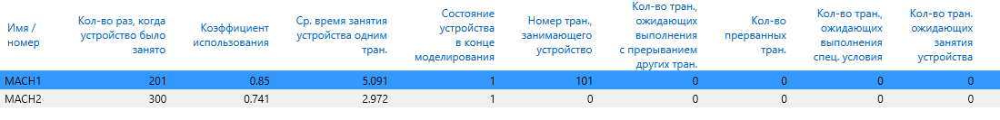 Имя / номер	Кол-во раз, когда устройство было занято	Коэффициент использования	Ср. время занятия устройства одним тран.	Состояние устройства в конце моделирования	Номер тран., занимающего устройство	Кол-во тран., ожидающих выполнения с прерыванием других тран.	Кол-во прерванных тран.	Кол-во тран., ожидающих выполнения спец. условия	Кол-во тран. ожидающих занятия устройства
MACH1	201	0.85	5.091	1	101	0	0	0	0
MACH2	300	0.741	2.972	1	0	0	0	0	0